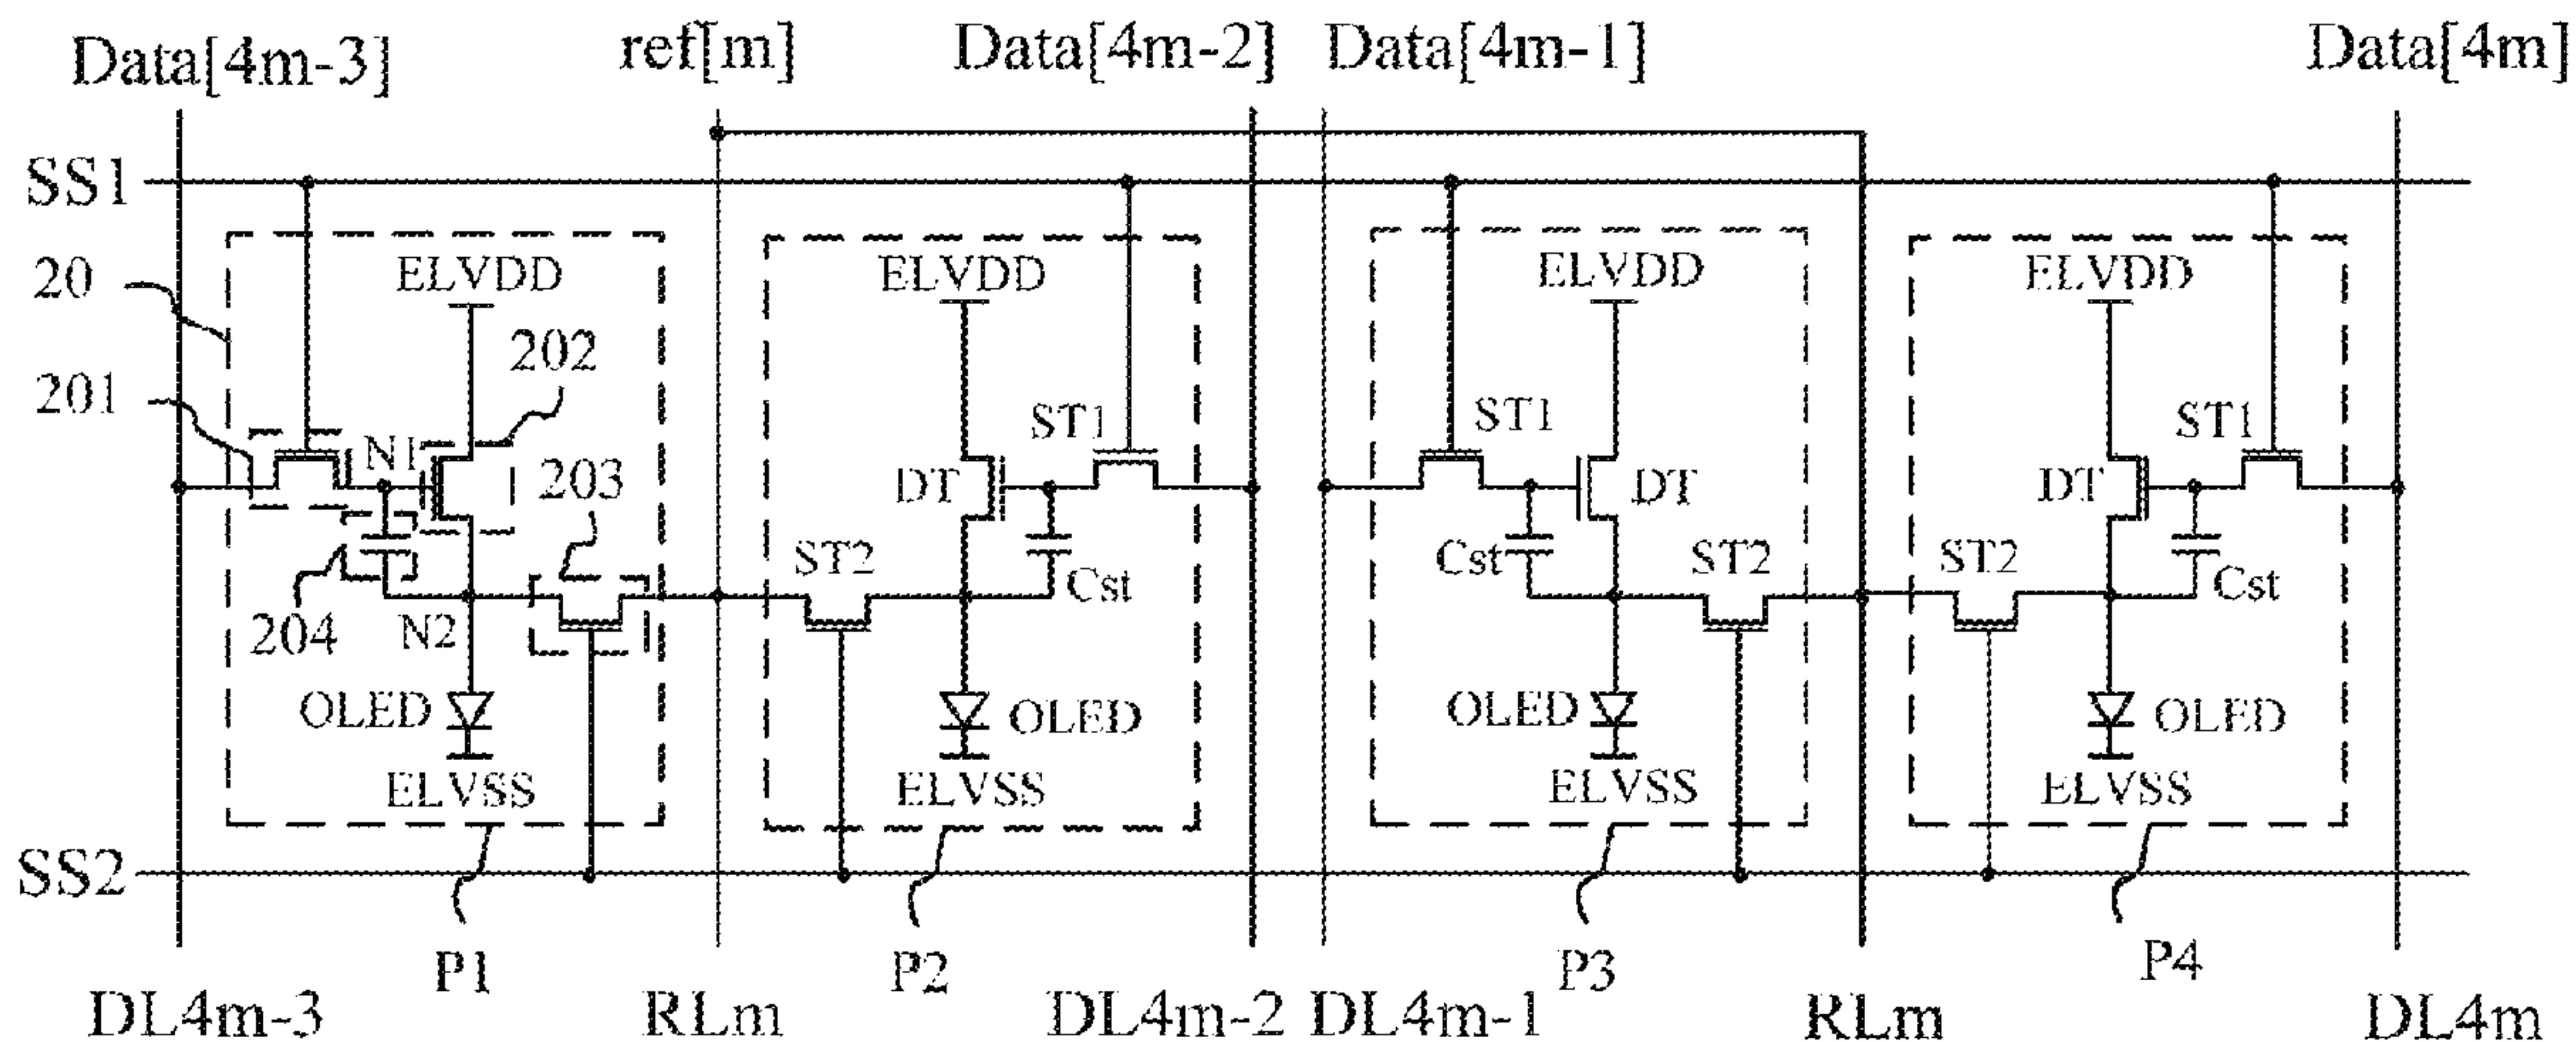 Data[4m-3] ref[m] Data[4m-2] Data[4m-1] Data[4m]
SS1
20 ELVDD ELVDD ELVDD ELVDD
202
201 ST1 ST1 ST1
N1 203 DT DT DT
Cst ST2 ST2 ST2
204 N2 Cst Cst
OLED OLED OLED OLED
ELVSS ELVSS ELVSS ELVSS
SS2
P1 P2 P3 P4
DL4m-3 RLm DL4m-2 DL4m-1 RLm DL4m